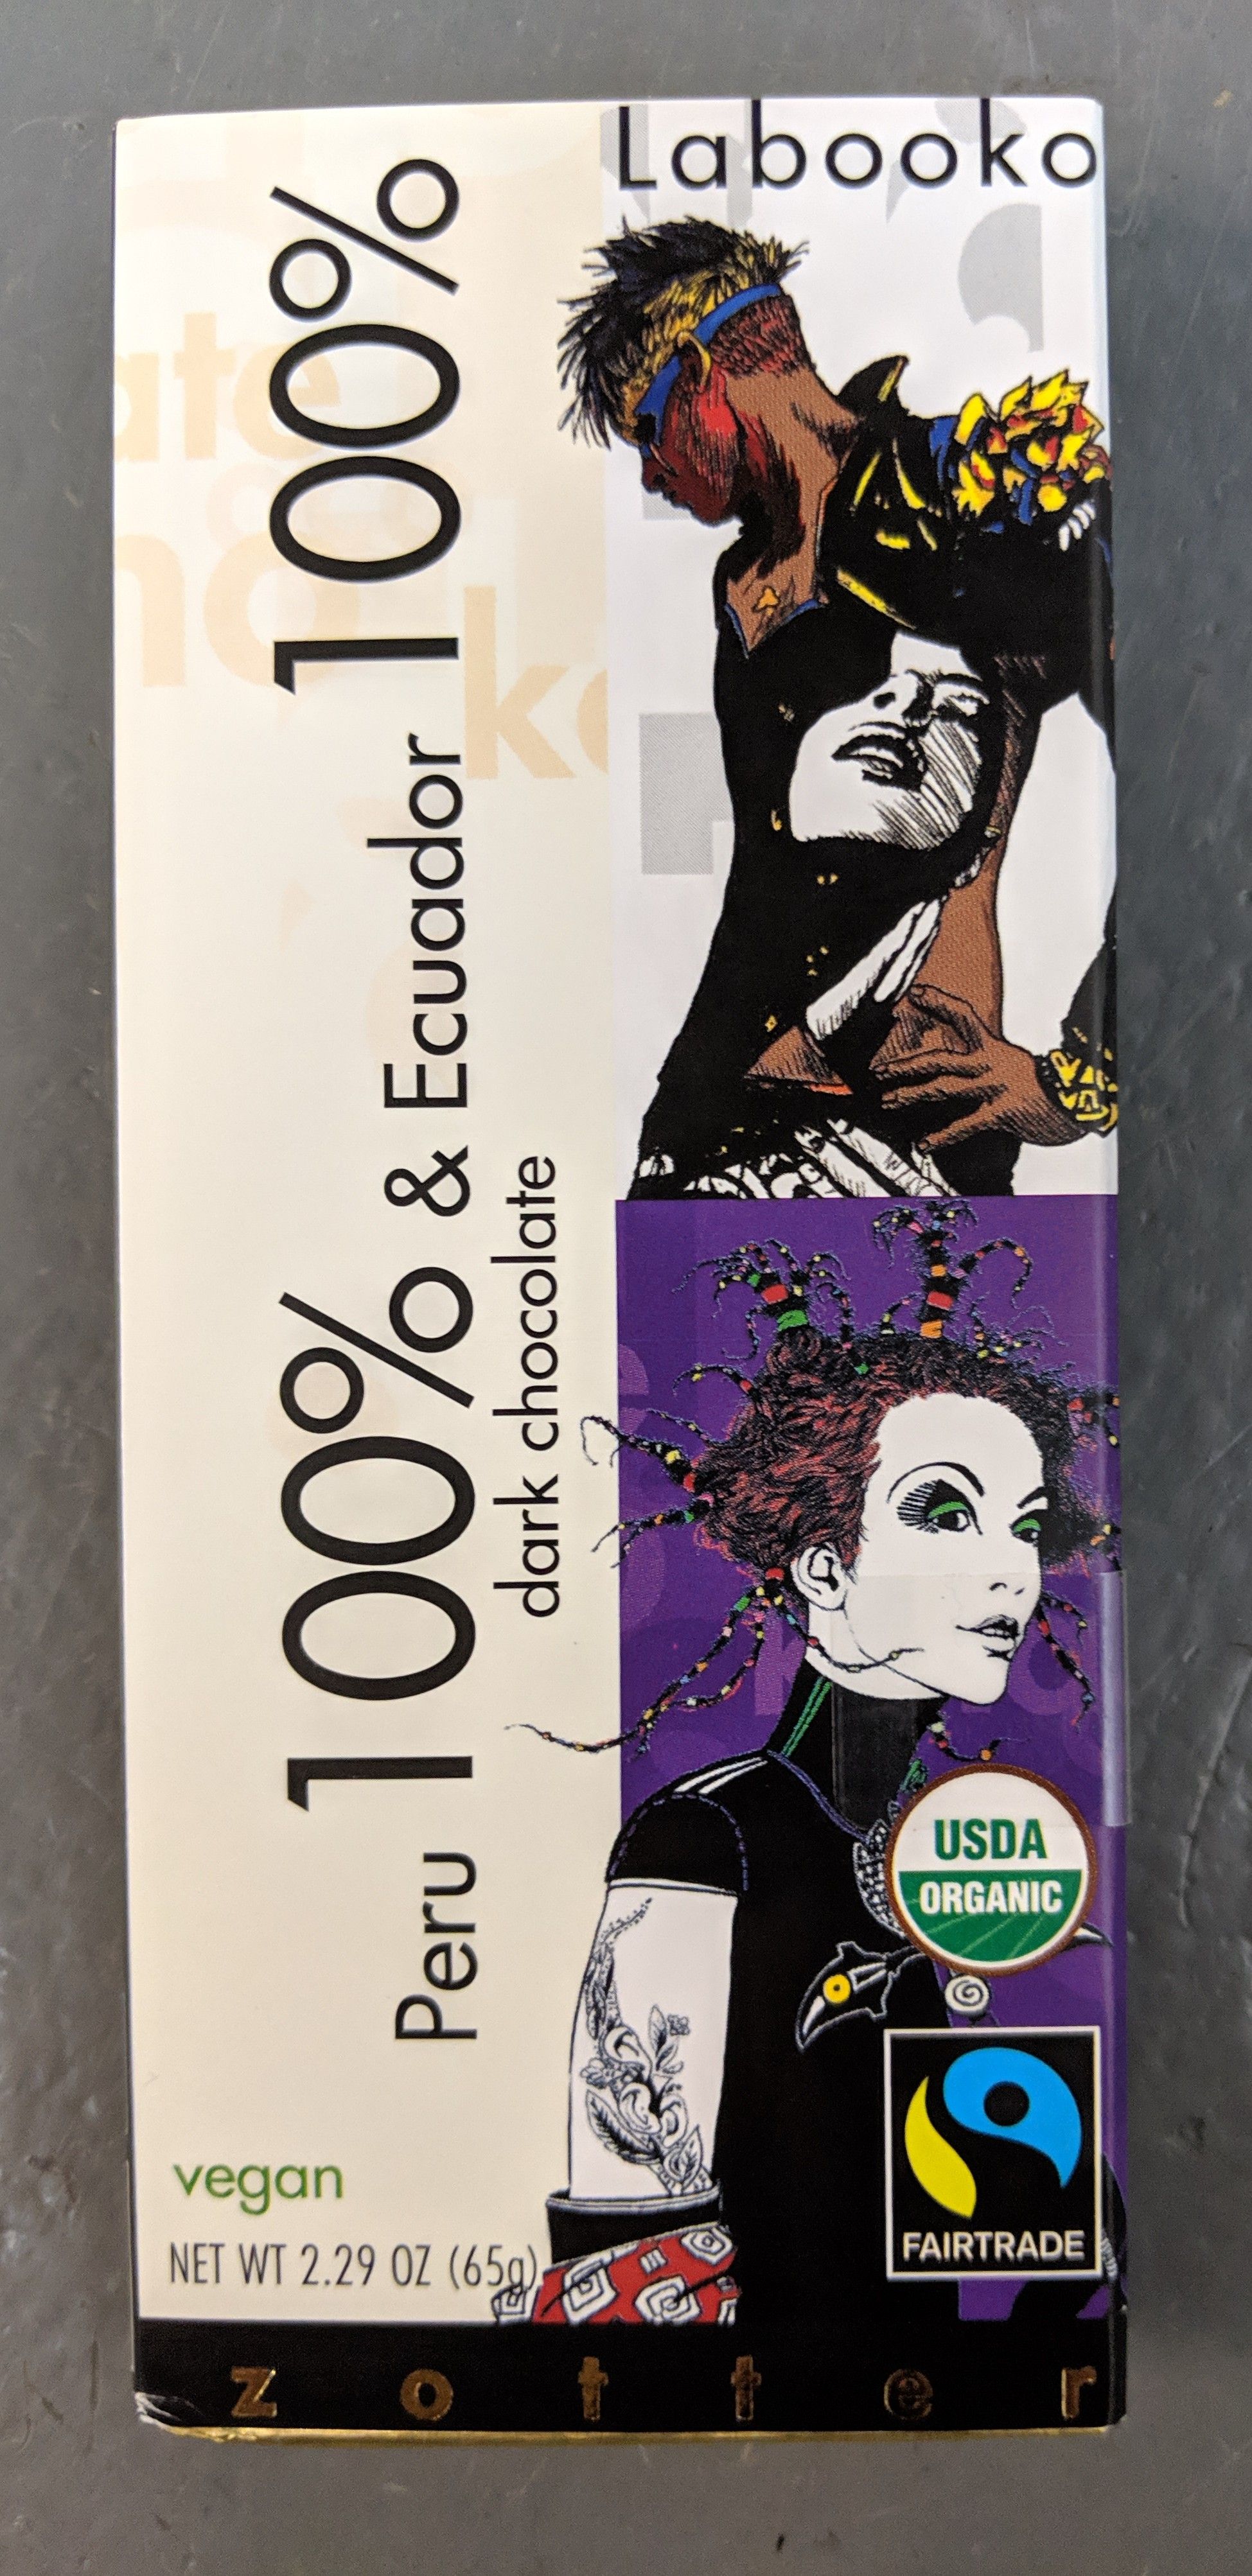 Labooko
Peru 100% & Ecuador 100%
dark chocolate
USDA
ORGANIC
FAIRTRADE
vegan
NET WT 2.29 OZ (65g)
zotter